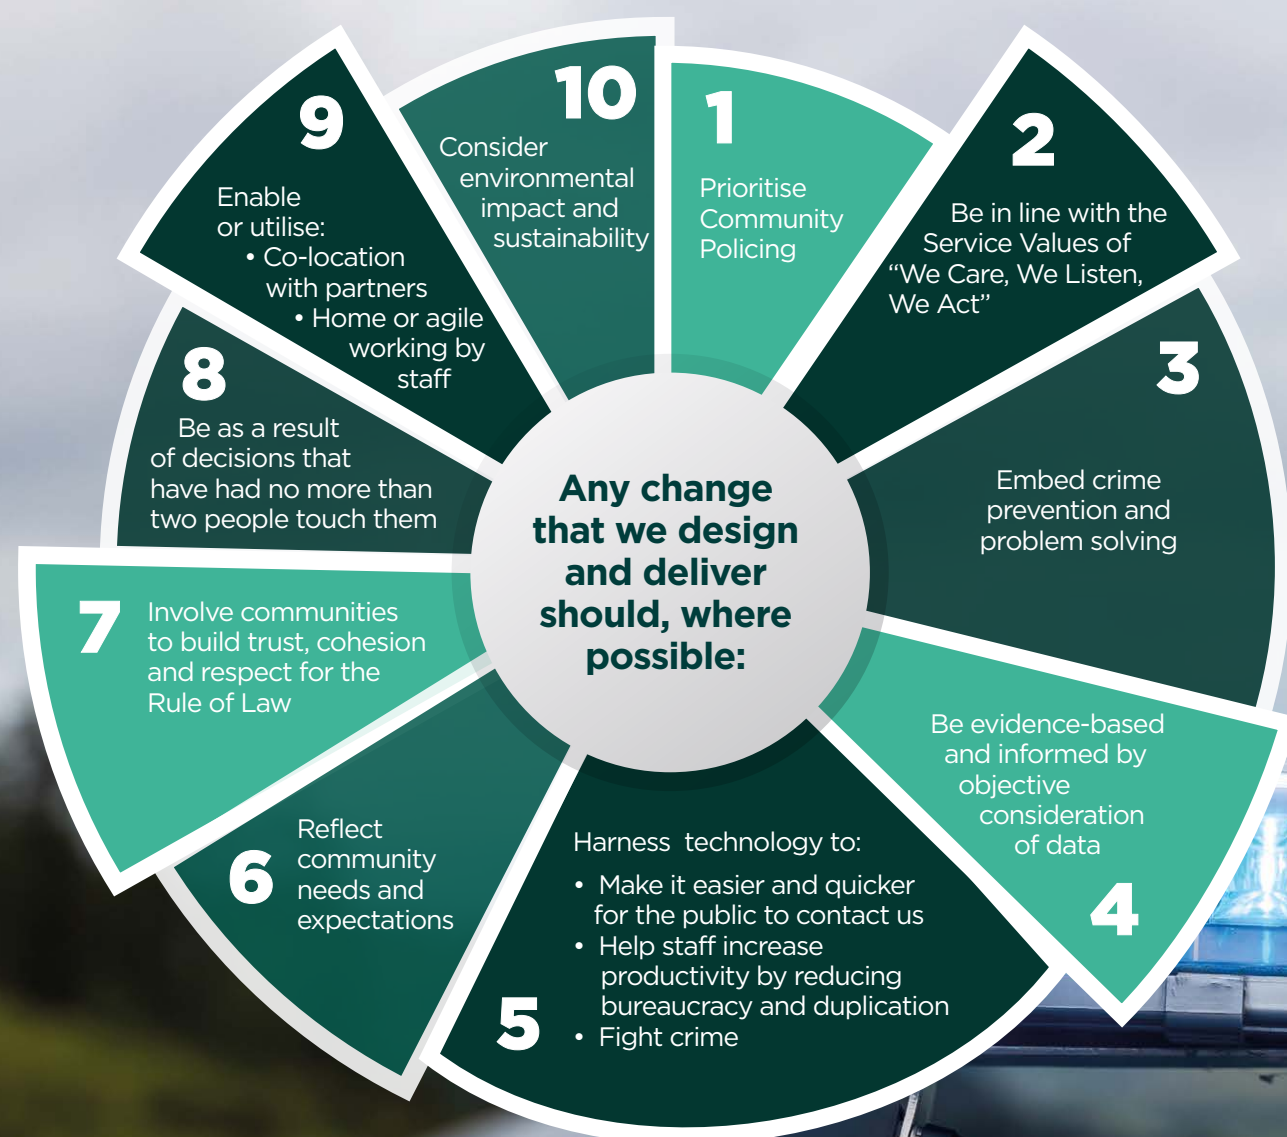 Any change
that we design
and deliver
should, where
possible:
1
Prioritise
Community
Policing
2
Be in line with the
Service Values of
“We Care, We Listen,
We Act”
3
Embed crime
prevention and
problem solving
Be evidence-based
and informed by
objective
consideration
of data
4
Harness technology to:
• Make it easier and quicker
for the public to contact us
• Help staff increase
productivity by reducing
bureaucracy and duplication
• Fight crime
5
6
Reflect
community
needs and
expectations
7
Involve communities
to build trust, cohesion
and respect for the
Rule of Law
8
Be as a result
of decisions that
have had no more than
two people touch them
9
Enable
or utilise:
• Co-location
with partners
• Home or agile
working by
staff
10
Consider
environmental
impact and
sustainability